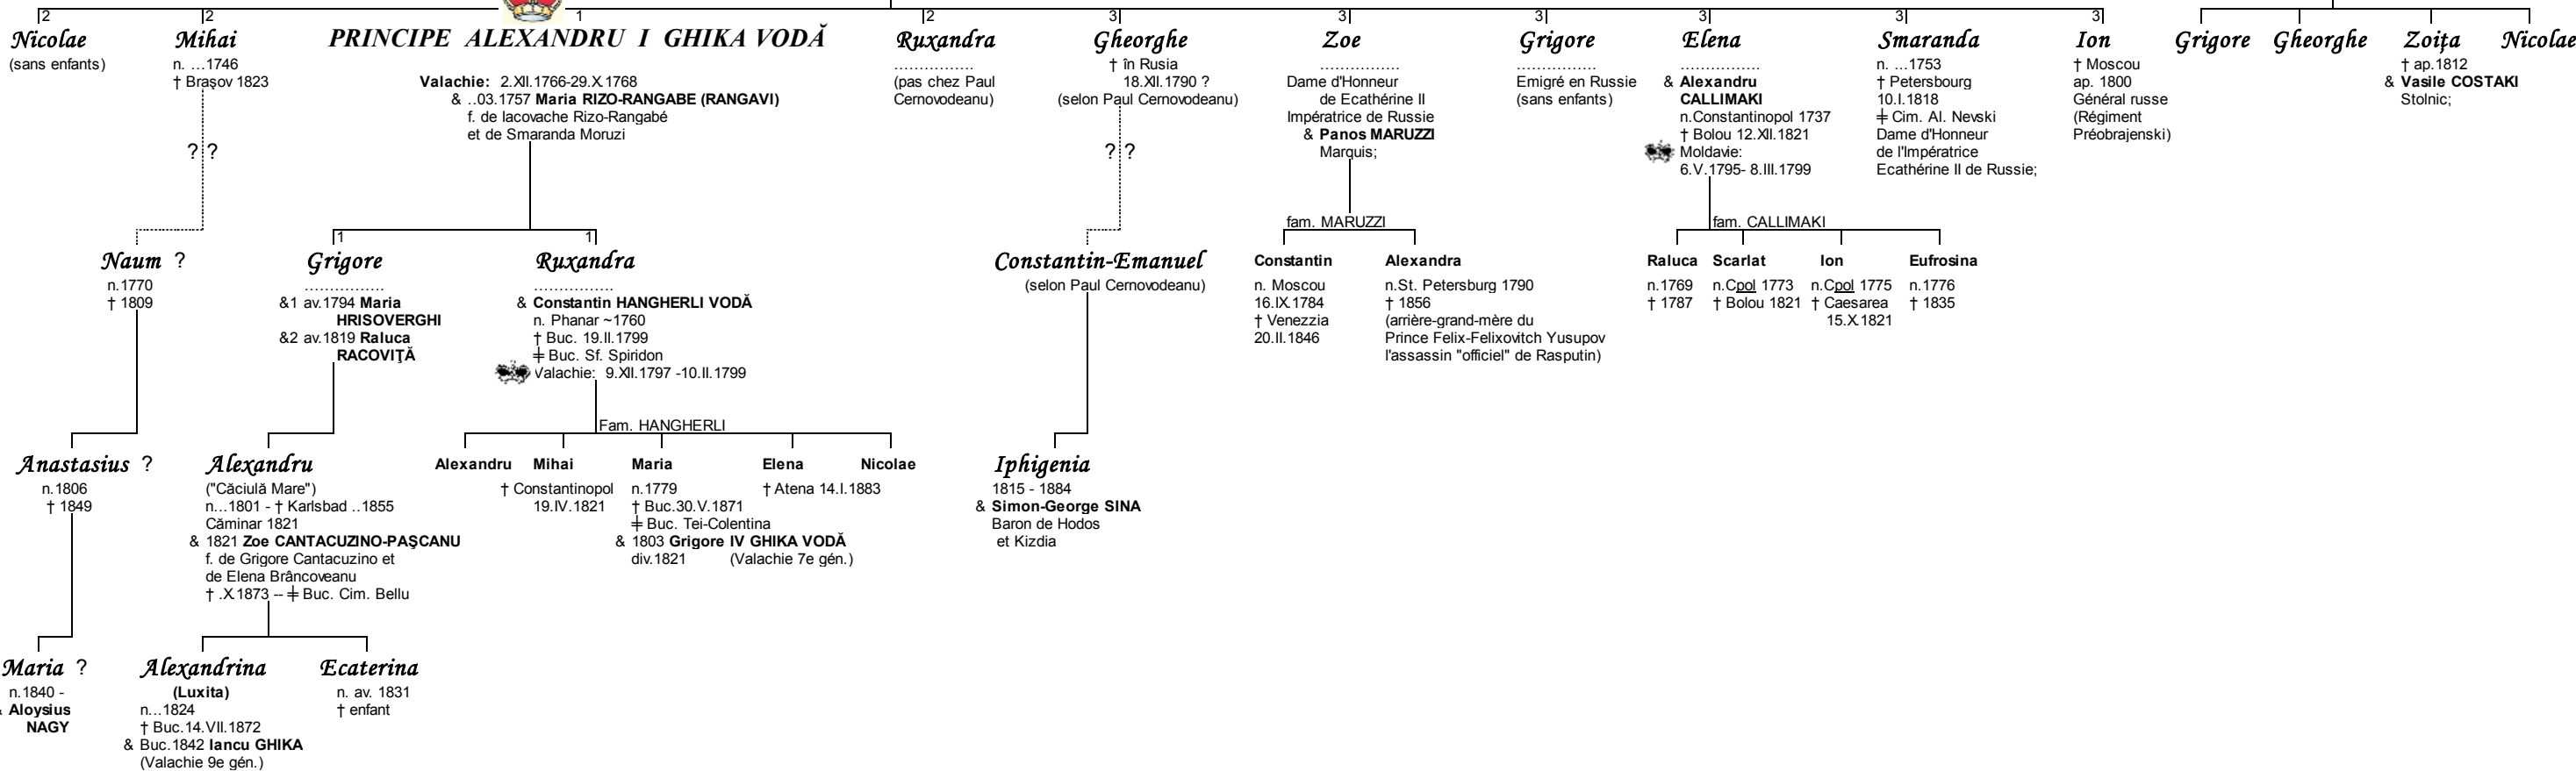 2 2 1 2 3 3 3 3 3 3
Nicolae
(sans enfants)
Mihai
n. ...1746
† Braşov 1823
? ?
PRINCIPE ALEXANDRU I GHIKA VODĂ
Valachie: 2.XII.1766-29.X.1768
& ..03.1757 Maria RIZO-RANGABE (RANGAVI)
f. de Iacovache Rizo-Rangabé
et de Smaranda Moruzi
Ruxandra
................
(pas chez Paul
Cernovodeanu)
Gheorghe
† în Rusia
18.XII.1790 ?
(selon Paul Cernovodeanu)
? ?
Zoe
................
Dame d'Honneur
de Ecathérine II
Impératrice de Russie
& Panos MARUZZI
Marquis;
Grigore
................
Emigré en Russie
(sans enfants)
Elena
................
& Alexandru
CALLIMAKI
n.Constantinopol 1737
† Bolou 12.XII.1821
Moldavie:
6.V.1795- 8.III.1799
Smaranda
n. ...1753
† Petersbourg
10.I.1818
╪ Cim. Al. Nevski
Dame d'Honneur
de l'Impératrice
Ecathérine II de Russie;
Ion
† Moscou
ap. 1800
Général russe
(Régiment
Préobrajenski)
Grigore
Gheorghe
Zoiţa
† ap.1812
& Vasile COSTAKI
Stolnic;
Nicolae
Naum ?
n.1770
† 1809
1 1
Grigore
................
&1 av.1794 Maria
HRISOVERGHI
&2 av.1819 Raluca
RACOVIŢĂ
Ruxandra
................
& Constantin HANGHERLI VODĂ
n. Phanar ~1760
† Buc. 19.II.1799
╪ Buc. Sf. Spiridon
Valachie: 9.XII.1797 -10.II.1799
Constantin-Emanuel
(selon Paul Cernovodeanu)
fam. MARUZZI
Constantin
n. Moscou
16.IX.1784
† Venezzia
20.II.1846
Alexandra
n.St. Petersburg 1790
† 1856
(arrière-grand-mère du
Prince Felix-Felixovitch Yusupov
l'assassin "officiel" de Rasputin)
fam. CALLIMAKI
Raluca
n.1769
† 1787
Scarlat
n.Cpol 1773
† Bolou 1821
Ion
n.Cpol 1775
† Caesarea
15.X.1821
Eufrosina
n.1776
† 1835
Anastasius ?
n.1806
† 1849
Alexandru
("Căciulă Mare")
n...1801 - † Karlsbad ..1855
Căminar 1821
& 1821 Zoe CANTACUZINO-PAŞCANU
f. de Grigore Cantacuzino et
de Elena Brâncoveanu
† .X.1873 -- ╪ Buc. Cim. Bellu
Fam. HANGHERLI
Alexandru
Mihai
† Constantinopol
19.IV.1821
Maria
n.1779
† Buc.30.V.1871
╪ Buc. Tei-Colentina
& 1803 Grigore IV GHIKA VODĂ
div.1821 (Valachie 7e gén.)
Elena
† Atena 14.I.1883
Nicolae
Iphigenia
1815 - 1884
& Simon-George SINA
Baron de Hodos
et Kizdia
Maria ?
n.1840 -
& Aloysius
NAGY
Alexandrina
(Luxita)
n...1824
† Buc.14.VII.1872
& Buc.1842 Iancu GHIKA
(Valachie 9e gén.)
Ecaterina
n. av. 1831
† enfant